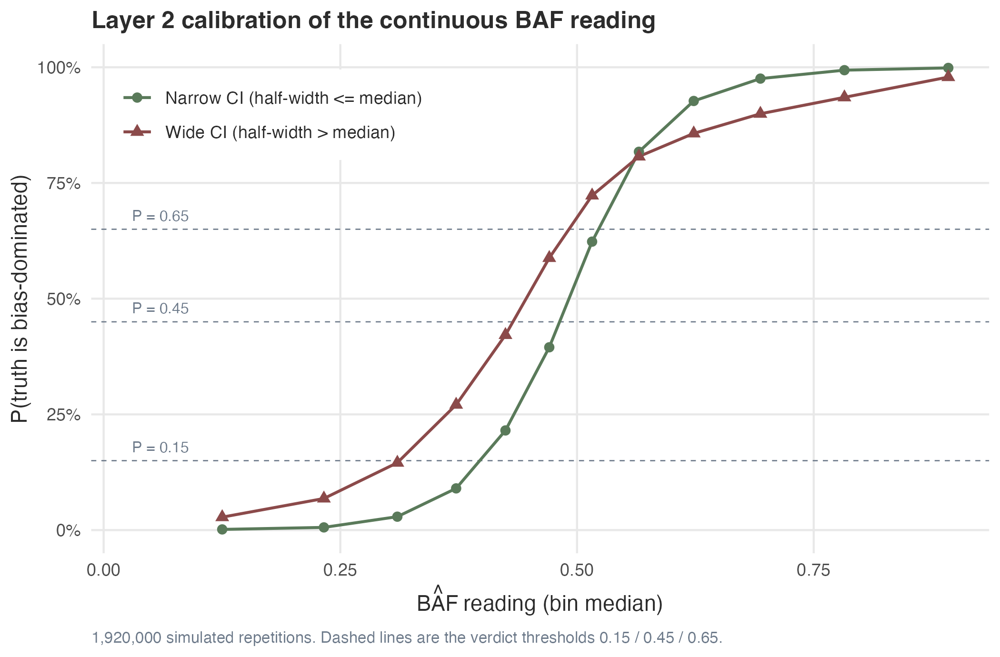 Layer 2 calibration of the continuous BAF reading
100%
75%
50%
25%
0%
P(truth is bias-dominated)
Narrow CI (half-width <= median)
Wide CI (half-width > median)
P = 0.65
P = 0.45
P = 0.15
0.00
0.25
0.50
0.75
BÂF reading (bin median)
1,920,000 simulated repetitions. Dashed lines are the verdict thresholds 0.15 / 0.45 / 0.65.